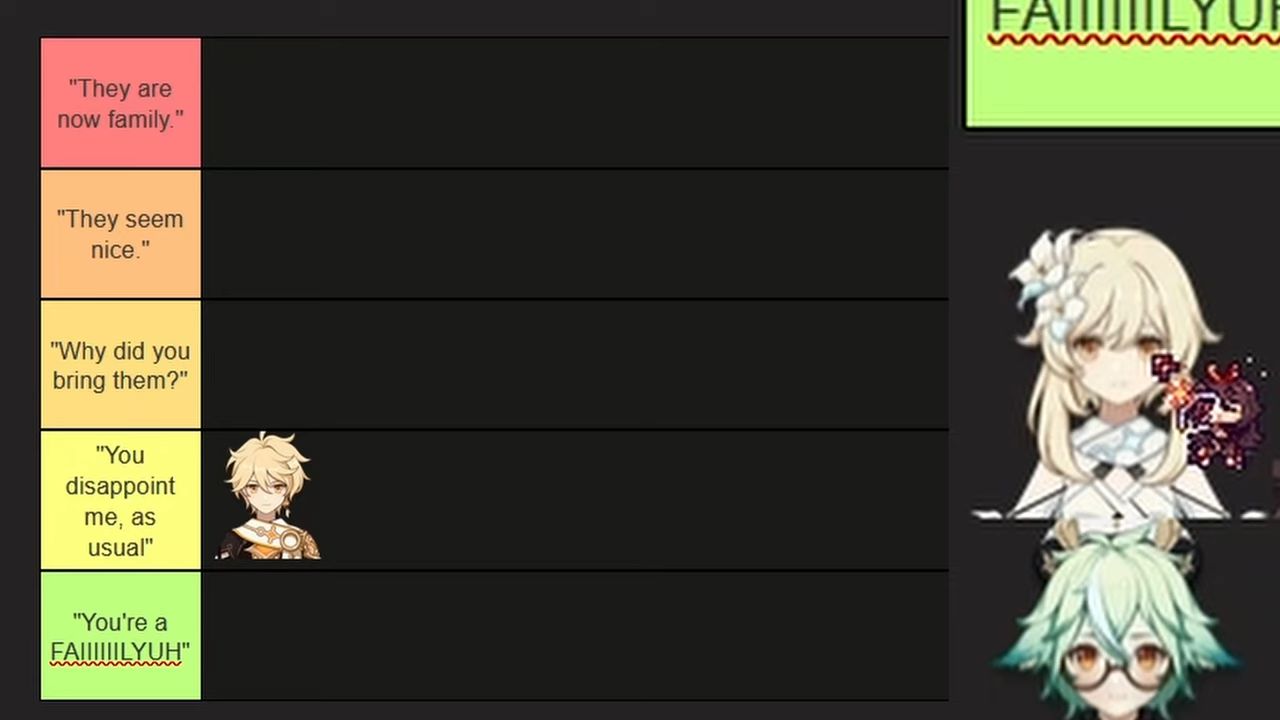 FAIIIIIILYUH
"They are
now family."
"They seem
nice."
"Why did you
bring them?"
"You
disappoint
me, as
usual"
"You're a
FAIIIIIILYUH"